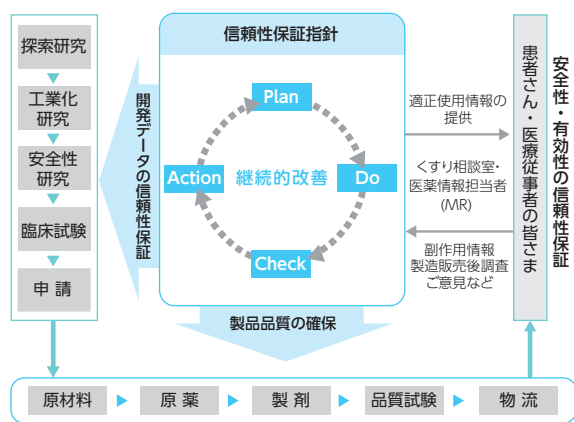 探索研究
工業化
研究
安全性
研究
臨床試験
申 請
開発データの信頼性保証
信頼性保証指針
Plan
Do
Check
Action
継続的改善
適正使用情報の
提供
くすり相談室・
医薬情報担当者
(MR)
副作用情報
製造販売後調査
ご意見など
患者さん・医療従事者の皆さま
安全性・有効性の信頼性保証
製品品質の確保
原材料
原 薬
製 剤
品質試験
物 流